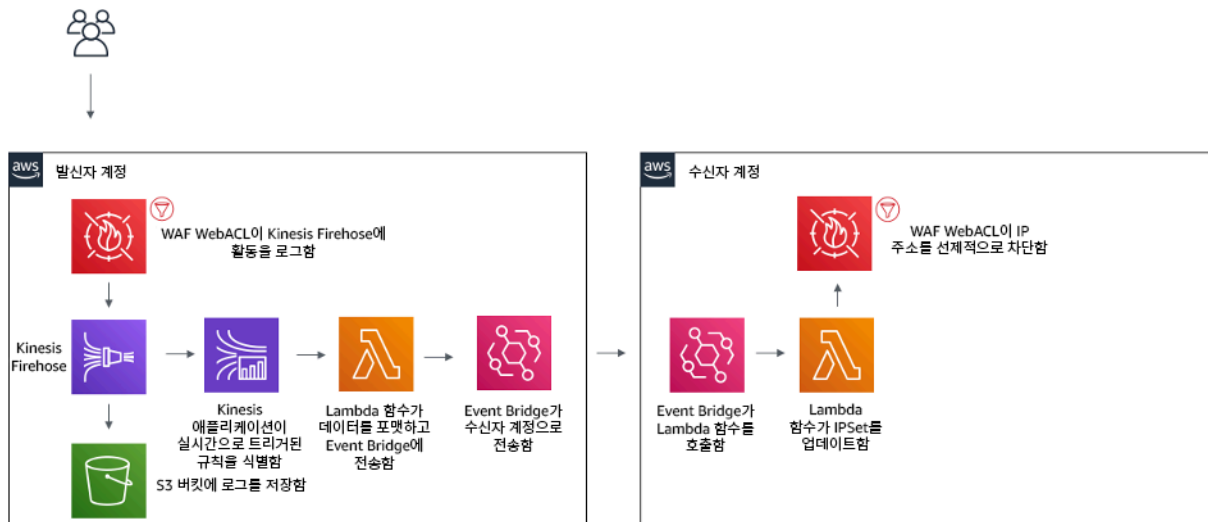 aws
발신자 계정
WAF WebACL이 Kinesis Firehose에
활동을 로그함
Kinesis
Firehose
Kinesis
애플리케이션이
실시간으로 트리거된
규칙을 식별함
Lambda 함수가
데이터를 포맷하고
Event Bridge에
전송함
Event Bridge가
수신자 계정으로
전송함
S3 버킷에 로그를 저장함
aws
수신자 계정
WAF WebACL이 IP
주소를 선제적으로 차단함
Event Bridge가
Lambda 함수를
호출함
Lambda
함수가 IPSet를
업데이트함